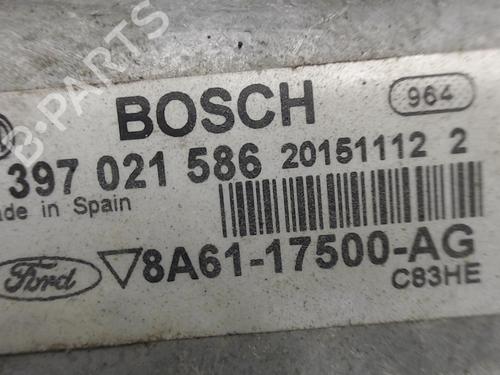 B-PARTS
BOSCH
964
397 021 586 20151112 2
ade in Spain
Ford
8A61-17500-AG
C83HE